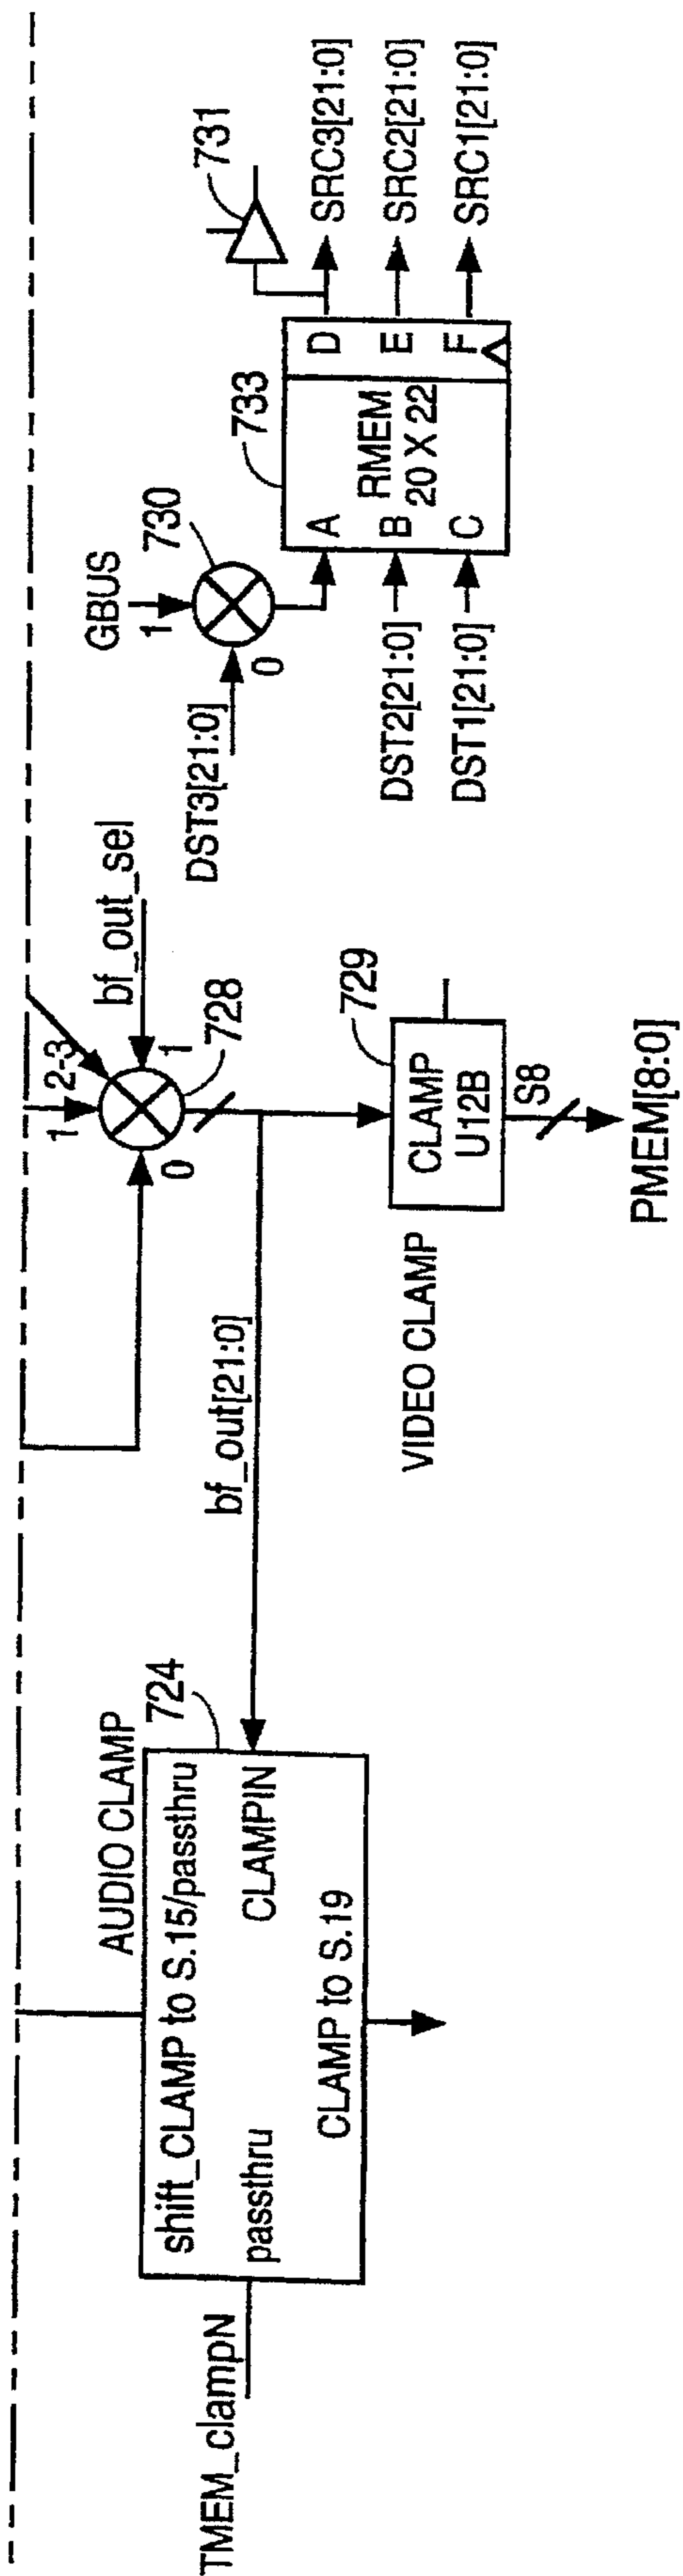 TMEM_clampN
AUDIO CLAMP
724
shift_CLAMP to S.15/passthru
passthru
CLAMPIN
CLAMP to S.19
bf_out[21:0]
1
2-3
bf_out_sel
1
0
728
729
CLAMP
U12B
VIDEO CLAMP
S8
PMEM[8:0]
GBUS
1
730
DST3[21:0]
0
733
731
A
D
SRC3[21:0]
DST2[21:0]
B
RMEM
20 X 22
E
SRC2[21:0]
DST1[21:0]
C
F
SRC1[21:0]